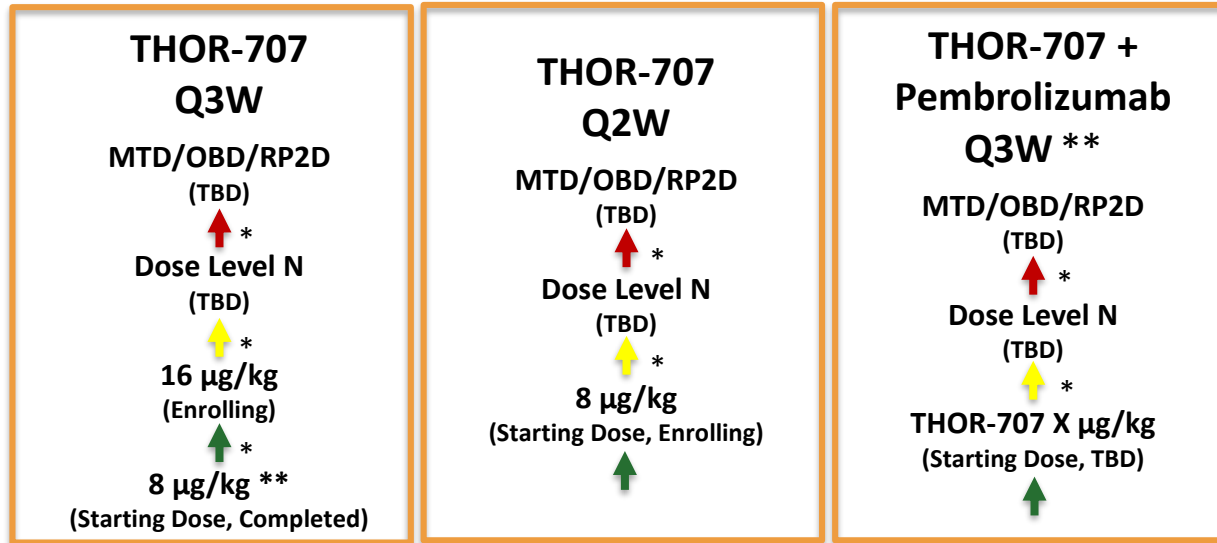 THOR-707
Q3W
MTD/OBD/RP2D
(TBD)
*
Dose Level N
(TBD)
*
16 µg/kg
(Enrolling)
*
8 µg/kg **
(Starting Dose, Completed)
THOR-707
Q2W
MTD/OBD/RP2D
(TBD)
*
Dose Level N
(TBD)
*
8 µg/kg
(Starting Dose, Enrolling)
THOR-707 +
Pembrolizumab
Q3W **
MTD/OBD/RP2D
(TBD)
*
Dose Level N
(TBD)
*
THOR-707 X µg/kg
(Starting Dose, TBD)